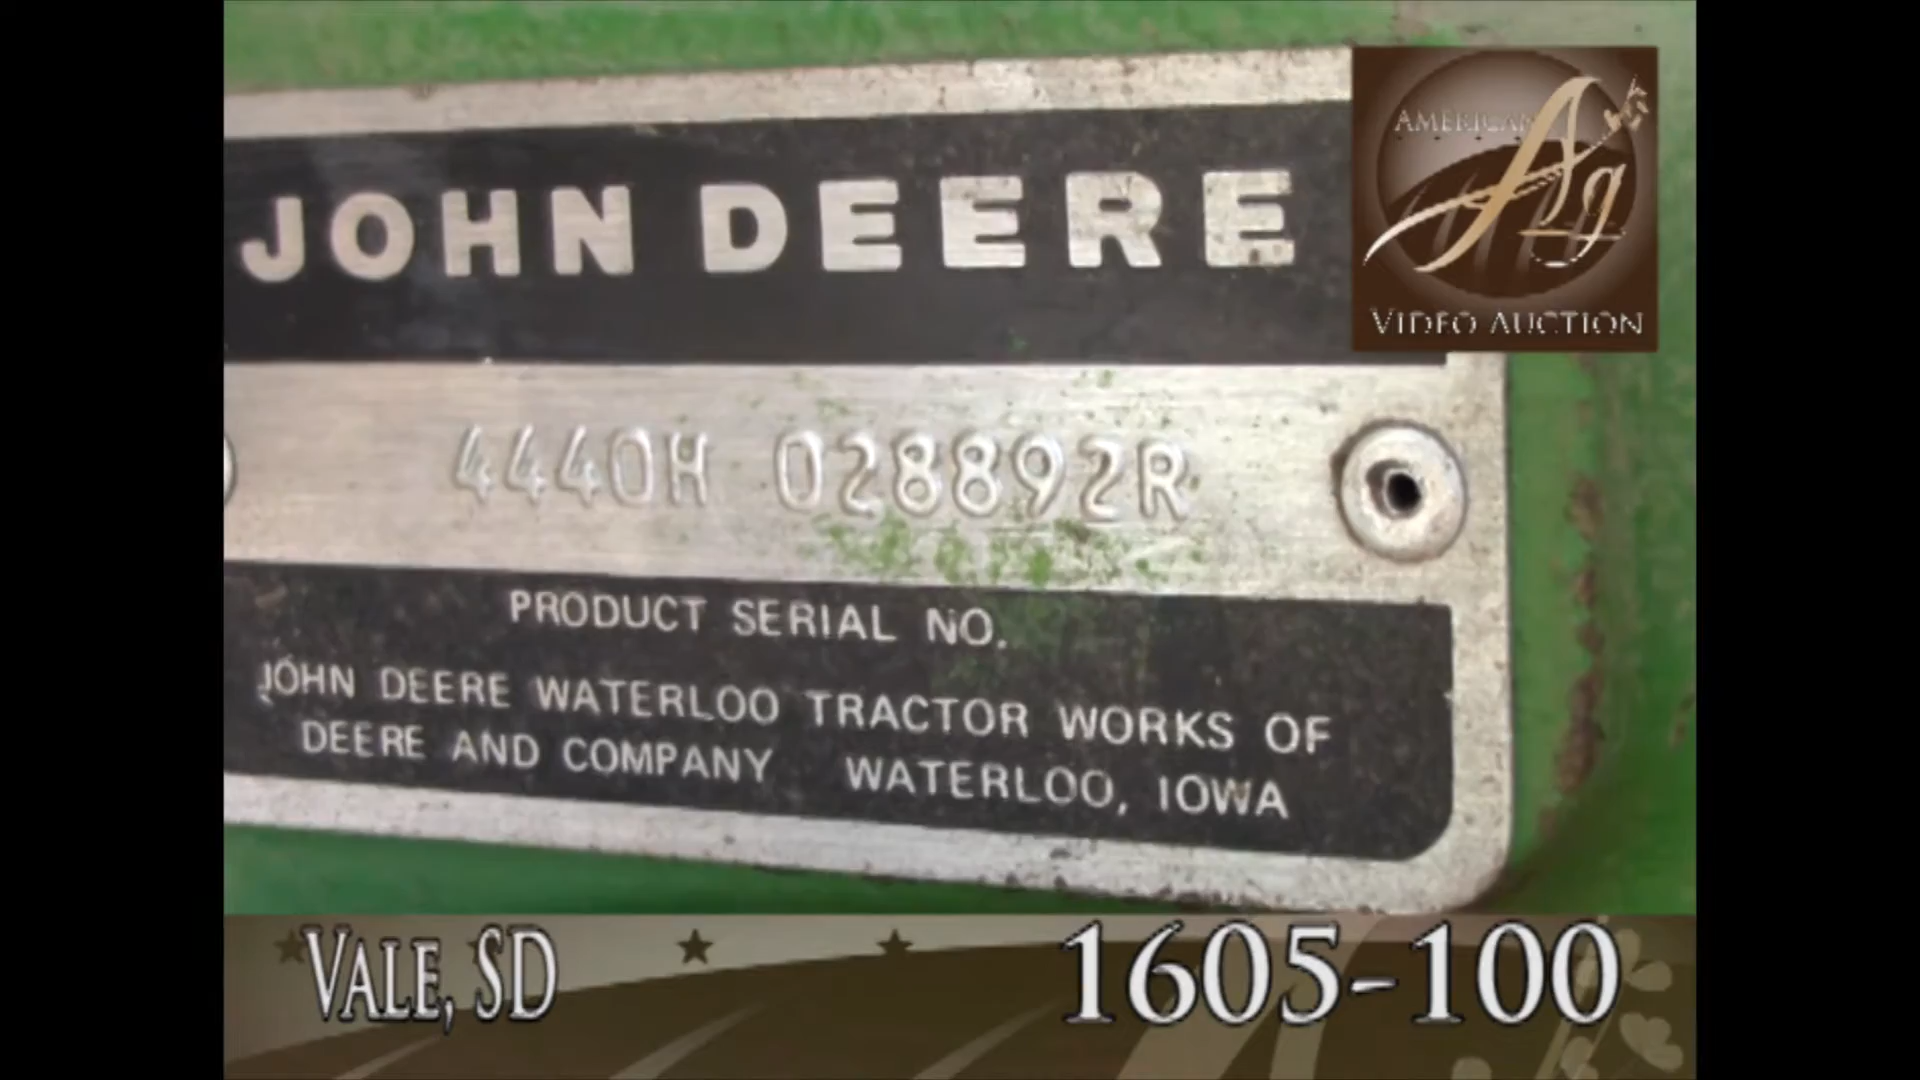 AMERICAN
Ag
VIDEO AUCTION
JOHN DEERE
4440H 028892R
PRODUCT SERIAL NO.
JOHN DEERE WATERLOO TRACTOR WORKS OF
DEERE AND COMPANY WATERLOO, IOWA
VALE, SD
1605-100